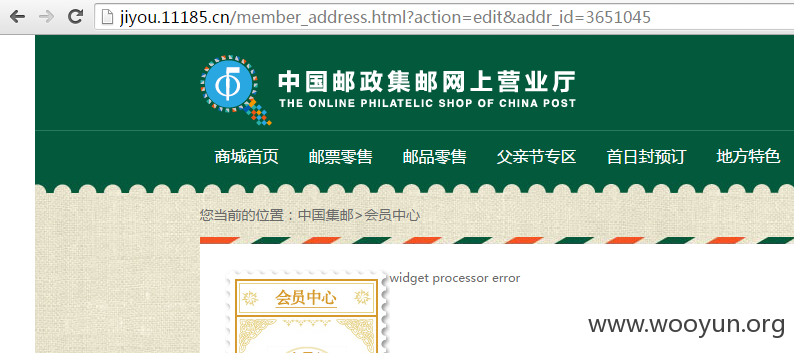 jiyou.11185.cn/member_address.html?action=edit&addr_id=3651045
中国邮政集邮网上营业厅
THE ONLINE PHILATELIC SHOP OF CHINA POST
商城首页 邮票零售 邮品零售 父亲节专区 首日封预订 地方特色
您当前的位置：中国集邮>会员中心
widget processor error
会员中心
www.wooyun.org